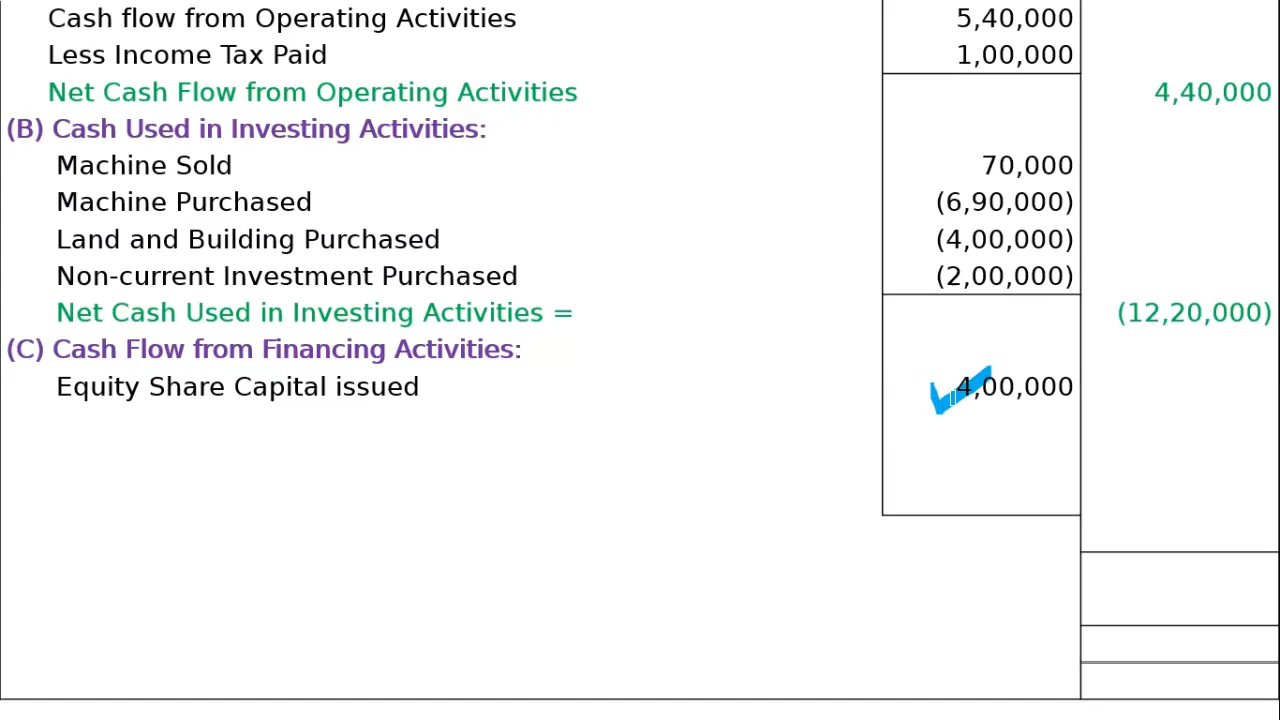 Cash flow from Operating Activities 5,40,000
Less Income Tax Paid 1,00,000
Net Cash Flow from Operating Activities 4,40,000
(B) Cash Used in Investing Activities:
Machine Sold 70,000
Machine Purchased (6,90,000)
Land and Building Purchased (4,00,000)
Non-current Investment Purchased (2,00,000)
Net Cash Used in Investing Activities = (12,20,000)
(C) Cash Flow from Financing Activities:
Equity Share Capital issued 4,00,000